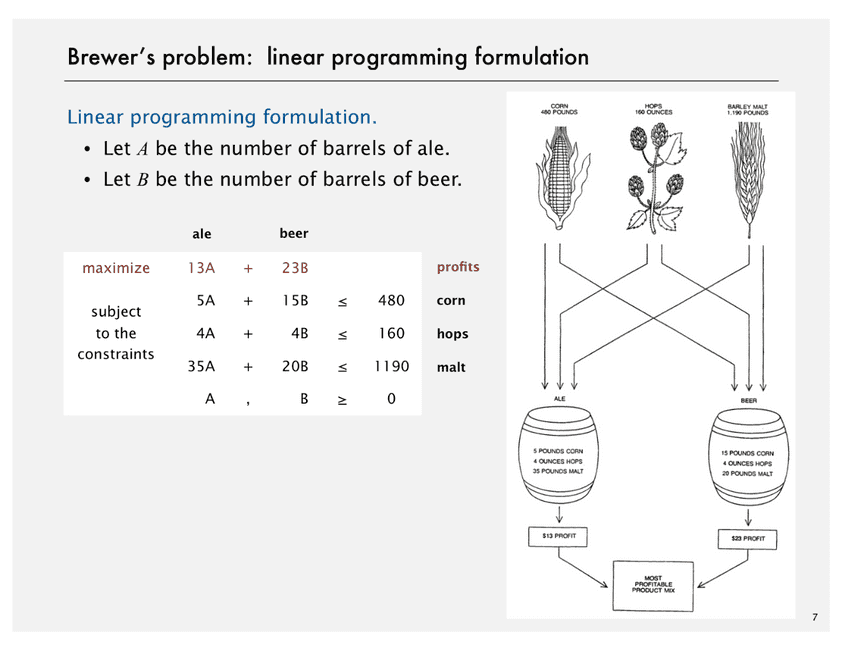 Brewer’s problem: linear programming formulation
Linear programming formulation.
• Let A be the number of barrels of ale.
• Let B be the number of barrels of beer.
ale beer
maximize 13A + 23B profits
5A + 15B ≤ 480 corn
subject
to the
constraints
4A + 4B ≤ 160 hops
35A + 20B ≤ 1190 malt
A , B ≥ 0
CORN
480 POUNDS
HOPS
160 OUNCES
BARLEY MALT
1,190 POUNDS
ALE
BEER
5 POUNDS CORN
4 OUNCES HOPS
35 POUNDS MALT
15 POUNDS CORN
4 OUNCES HOPS
20 POUNDS MALT
$13 PROFIT
$23 PROFIT
MOST
PROFITABLE
PRODUCT MIX
7